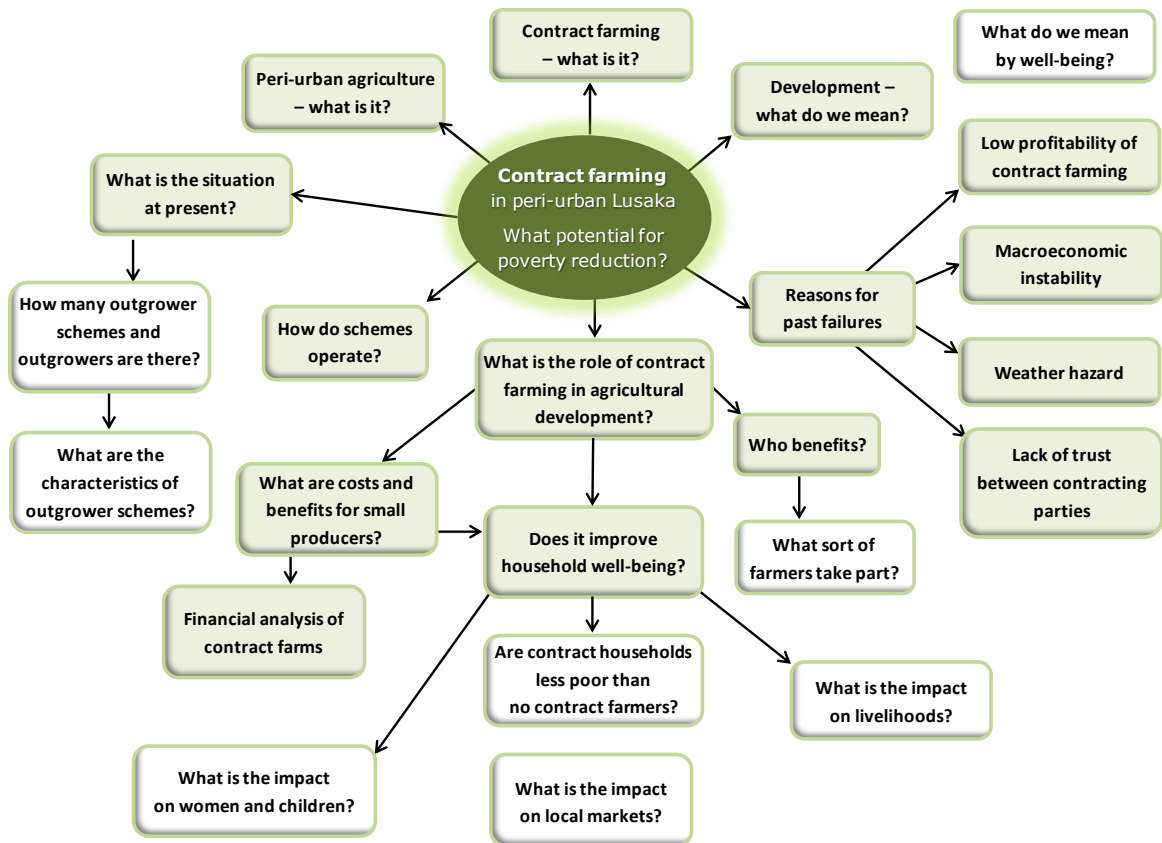 Contract farming
– what is it?
What do we mean
by well-being?
Peri-urban agriculture
– what is it?
Development –
what do we mean?
Low profitability of
contract farming
What is the situation
at present?
Contract farming
in peri-urban Lusaka
What potential for
poverty reduction?
Macroeconomic
instability
How many outgrower
schemes and
outgrowers are there?
How do schemes
operate?
Reasons for
past failures
What is the role of contract
farming in agricultural
development?
Weather hazard
What are the
characteristics of
outgrower schemes?
Who benefits?
Lack of trust
between contracting
parties
What are costs and
benefits for small
producers?
Does it improve
household well-being?
What sort of
farmers take part?
Financial analysis of
contract farms
Are contract households
less poor than
no contract farmers?
What is the impact
on livelihoods?
What is the impact
on women and children?
What is the impact
on local markets?